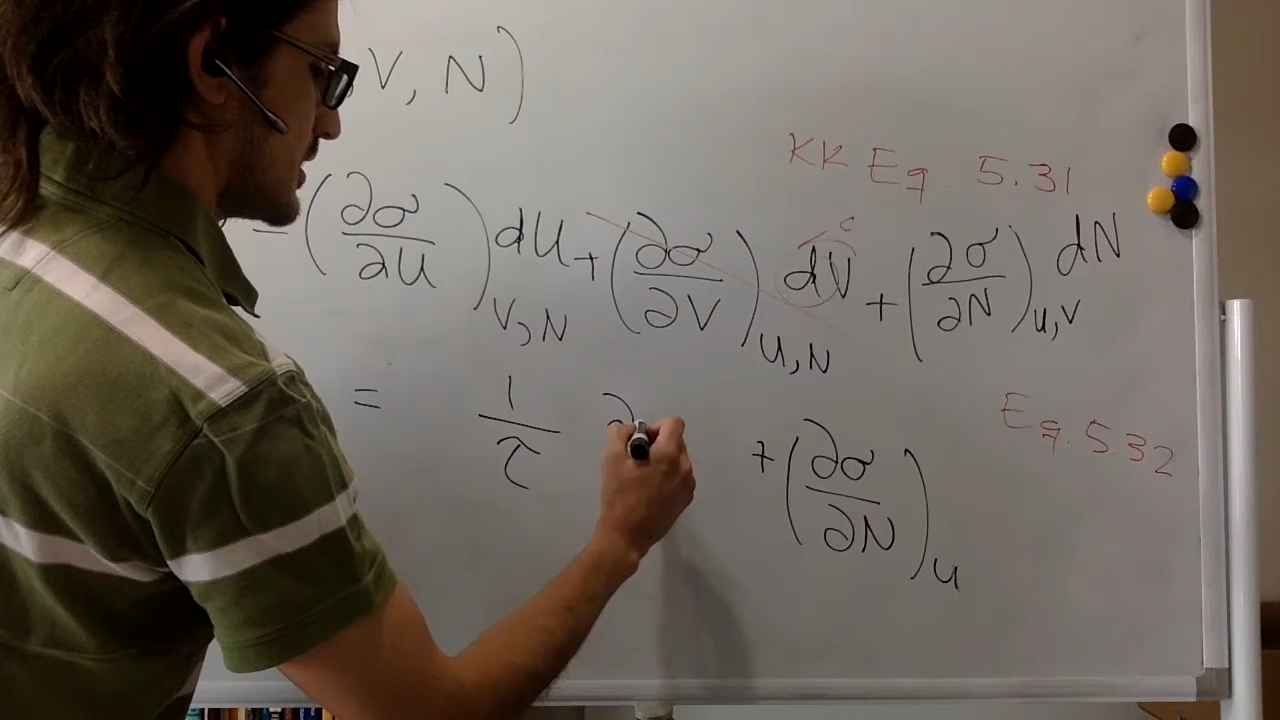 V, N)
KK Eq 5.31
= (∂σ/∂U)_{V,N} dU + (∂σ/∂V)_{U,N} dV^c + (∂σ/∂N)_{U,V} dN
= 1/τ ∂ + (∂σ/∂N)_U
Eq. 5.32